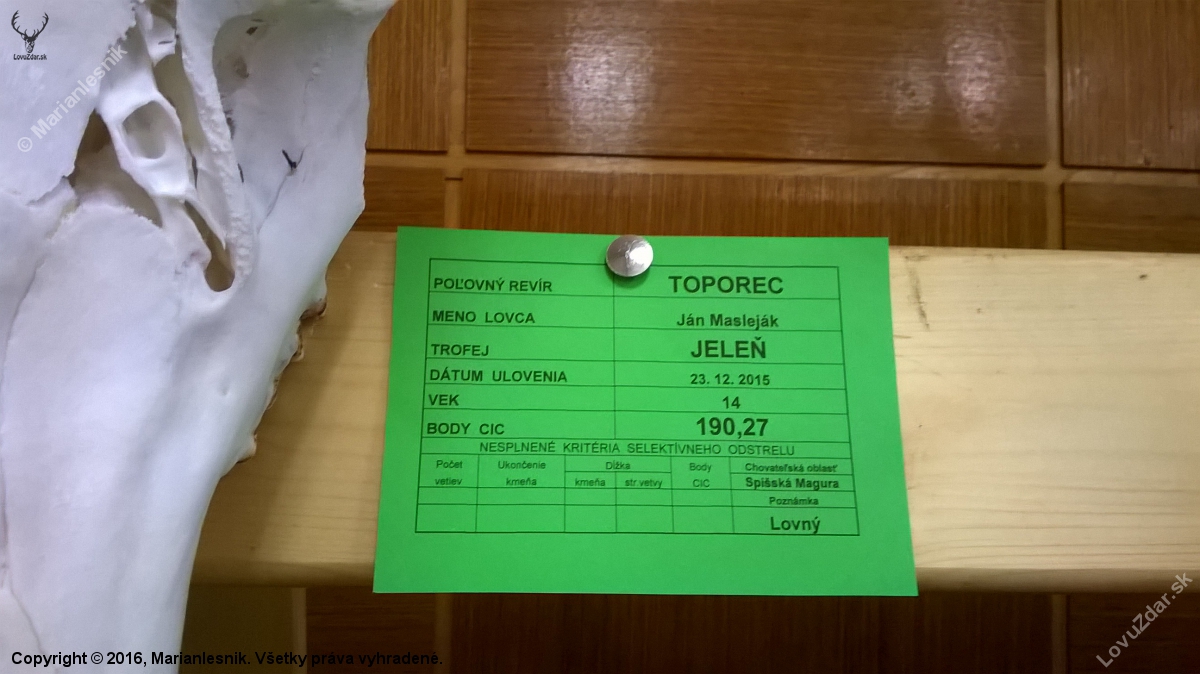 LovuZdar.sk
© Marianlesnik
POĽOVNÝ REVÍR TOPOREC
MENO LOVCA Ján Masleják
TROFEJ JELEŇ
DÁTUM ULOVENIA 23. 12. 2015
VEK 14
BODY CIC 190,27
NESPLNENÉ KRITÉRIA SELEKTÍVNEHO ODSTRELU
Počet Ukončenie Dĺžka Body Chovateľská oblasť
vetiev kmeňa kmeňa str.vetvy CIC Spišská Magura
Poznámka
Lovný
LovuZdar.sk
Copyright © 2016, Marianlesnik. Všetky práva vyhradené.